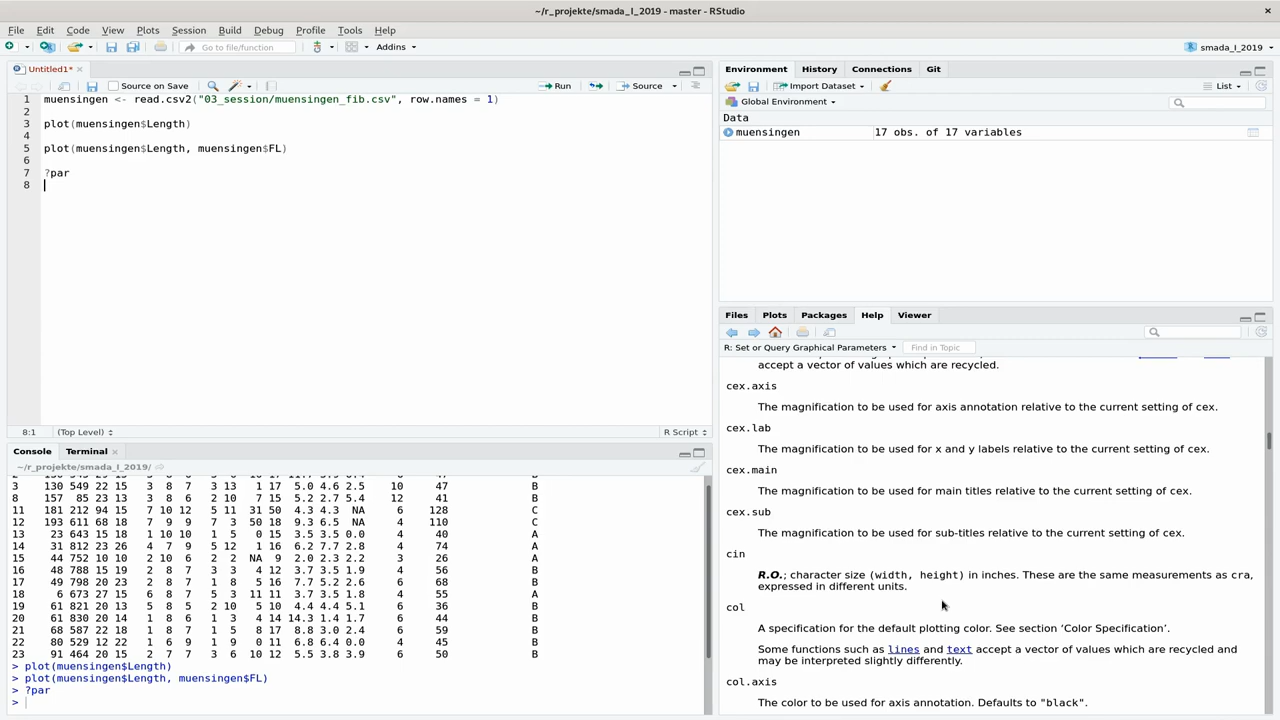 ~/r_projekte/smada_I_2019 - master - RStudio
File Edit Code View Plots Session Build Debug Profile Tools Help
Go to file/function Addins smada_I_2019
Untitled1*
Source on Save Run Source
1 muensingen <- read.csv2("03_session/muensingen_fib.csv", row.names = 1)
2
3 plot(muensingen$Length)
4
5 plot(muensingen$Length, muensingen$FL)
6
7 ?par
8
8:1 (Top Level) R Script
Console Terminal
~/r_projekte/smada_I_2019/
3 130 549 22 15 3 8 7 3 13 1 17 5.0 4.6 2.5 10 47 B
8 157 85 23 13 3 8 6 2 10 7 15 5.2 2.7 5.4 12 41 B
11 181 212 94 15 7 10 12 5 11 31 50 4.3 4.3 NA 6 128 C
12 193 611 68 18 7 9 9 7 3 50 18 9.3 6.5 NA 4 110 C
13 23 643 15 18 1 10 10 1 5 0 15 3.5 3.5 0.0 4 40 A
14 31 812 23 26 4 7 9 5 12 1 16 6.2 7.7 2.8 4 74 A
15 44 752 10 10 2 10 6 2 2 NA 9 2.0 2.3 2.2 3 26 A
16 48 788 15 19 2 8 7 3 3 4 12 3.7 3.5 1.9 4 56 B
17 49 798 20 23 2 8 7 1 8 5 16 7.7 5.2 2.6 6 68 B
18 6 673 27 15 6 8 7 5 3 11 11 3.7 3.5 1.8 4 55 A
19 61 821 20 13 5 8 5 2 10 5 10 4.4 4.4 5.1 6 36 B
20 61 830 20 14 1 8 6 1 3 4 14 14.3 1.4 1.7 6 44 B
21 68 587 22 18 1 8 7 1 5 8 17 8.8 3.0 2.4 6 59 B
22 80 529 12 22 1 6 9 1 9 0 11 6.8 6.4 0.0 4 45 B
23 91 464 20 15 2 7 7 3 6 10 12 5.5 3.8 3.9 6 50 B
> plot(muensingen$Length)
> plot(muensingen$Length, muensingen$FL)
> ?par
>
Environment History Connections Git
Import Dataset List
Global Environment
Data
muensingen 17 obs. of 17 variables
Files Plots Packages Help Viewer
R: Set or Query Graphical Parameters Find in Topic
accept a vector of values which are recycled.
cex.axis
The magnification to be used for axis annotation relative to the current setting of cex.
cex.lab
The magnification to be used for x and y labels relative to the current setting of cex.
cex.main
The magnification to be used for main titles relative to the current setting of cex.
cex.sub
The magnification to be used for sub-titles relative to the current setting of cex.
cin
R.O.; character size (width, height) in inches. These are the same measurements as cra,
expressed in different units.
col
A specification for the default plotting color. See section ‘Color Specification’.
Some functions such as lines and text accept a vector of values which are recycled and
may be interpreted slightly differently.
col.axis
The color to be used for axis annotation. Defaults to "black".